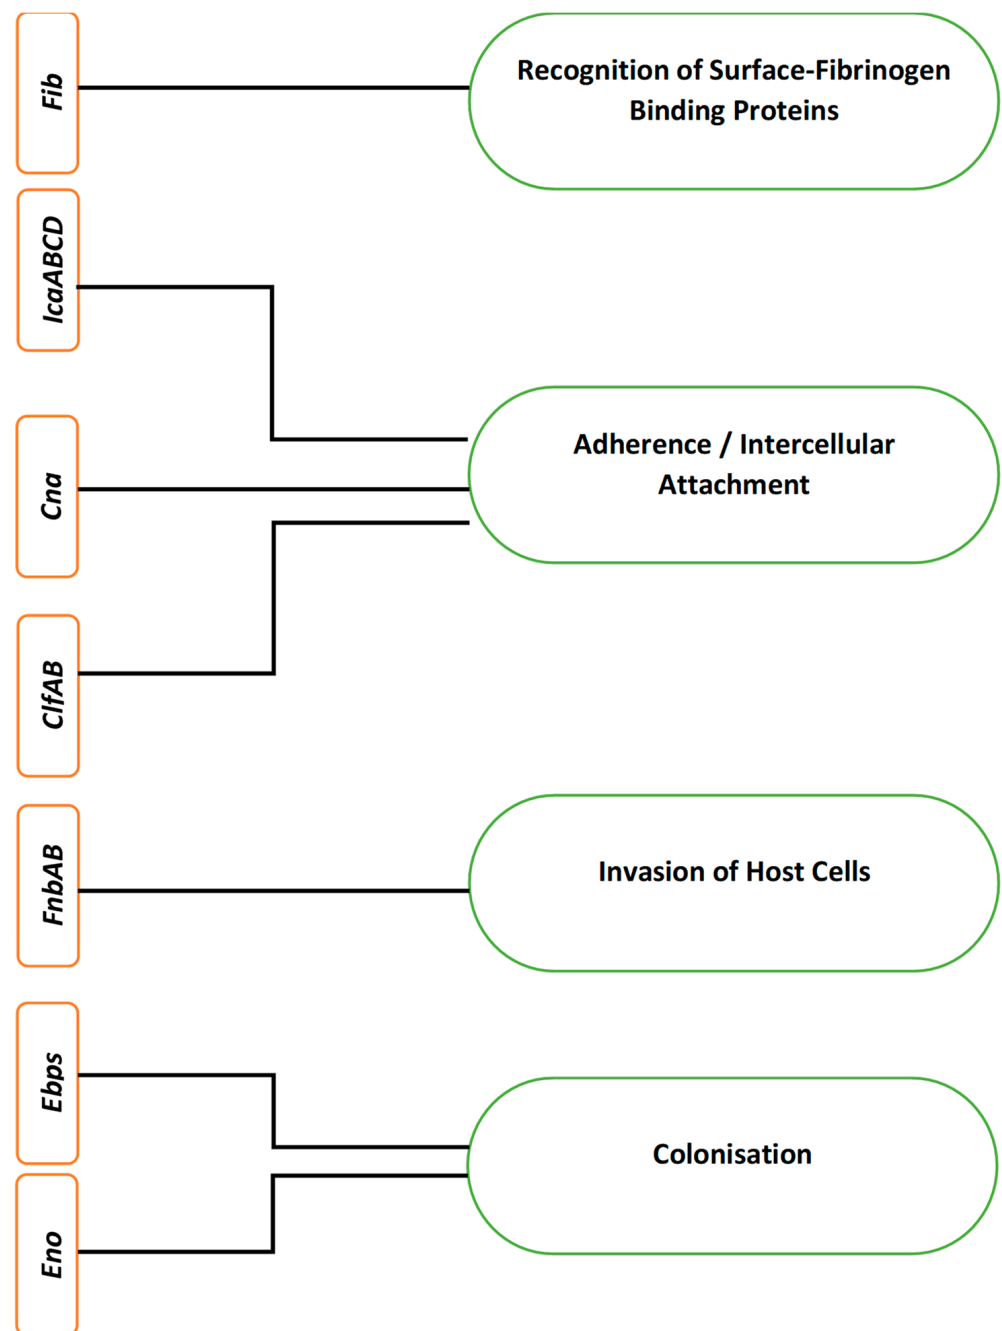 Fib
Recognition of Surface-Fibrinogen
Binding Proteins
IcaABCD
Adherence / Intercellular
Attachment
Cna
ClfAB
FnbAB
Invasion of Host Cells
Ebps
Colonisation
Eno